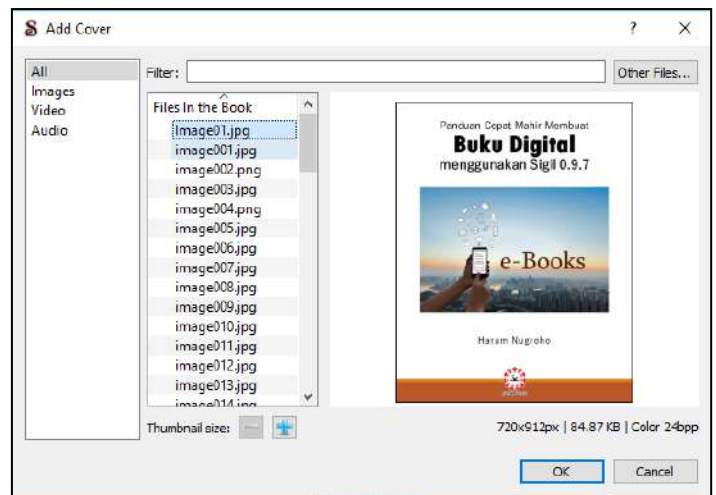 Add Cover
?
All
Images
Video
Audio
Filter:
Other Files...
Files In the Book
Image01.jpg
image001.jpg
image002.png
image003.jpg
image004.png
image005.jpg
image006.jpg
image007.jpg
image008.jpg
image009.jpg
image010.jpg
image011.jpg
image012.jpg
image013.jpg
image014.jpg
Panduan Cepat Mahir Membuat
Buku Digital
menggunakan Sigil 0.9.7
e-Books
Haram Nugroho
Thumbnail size:
720x912px | 84.87 KB | Color 24bpp
OK
Cancel